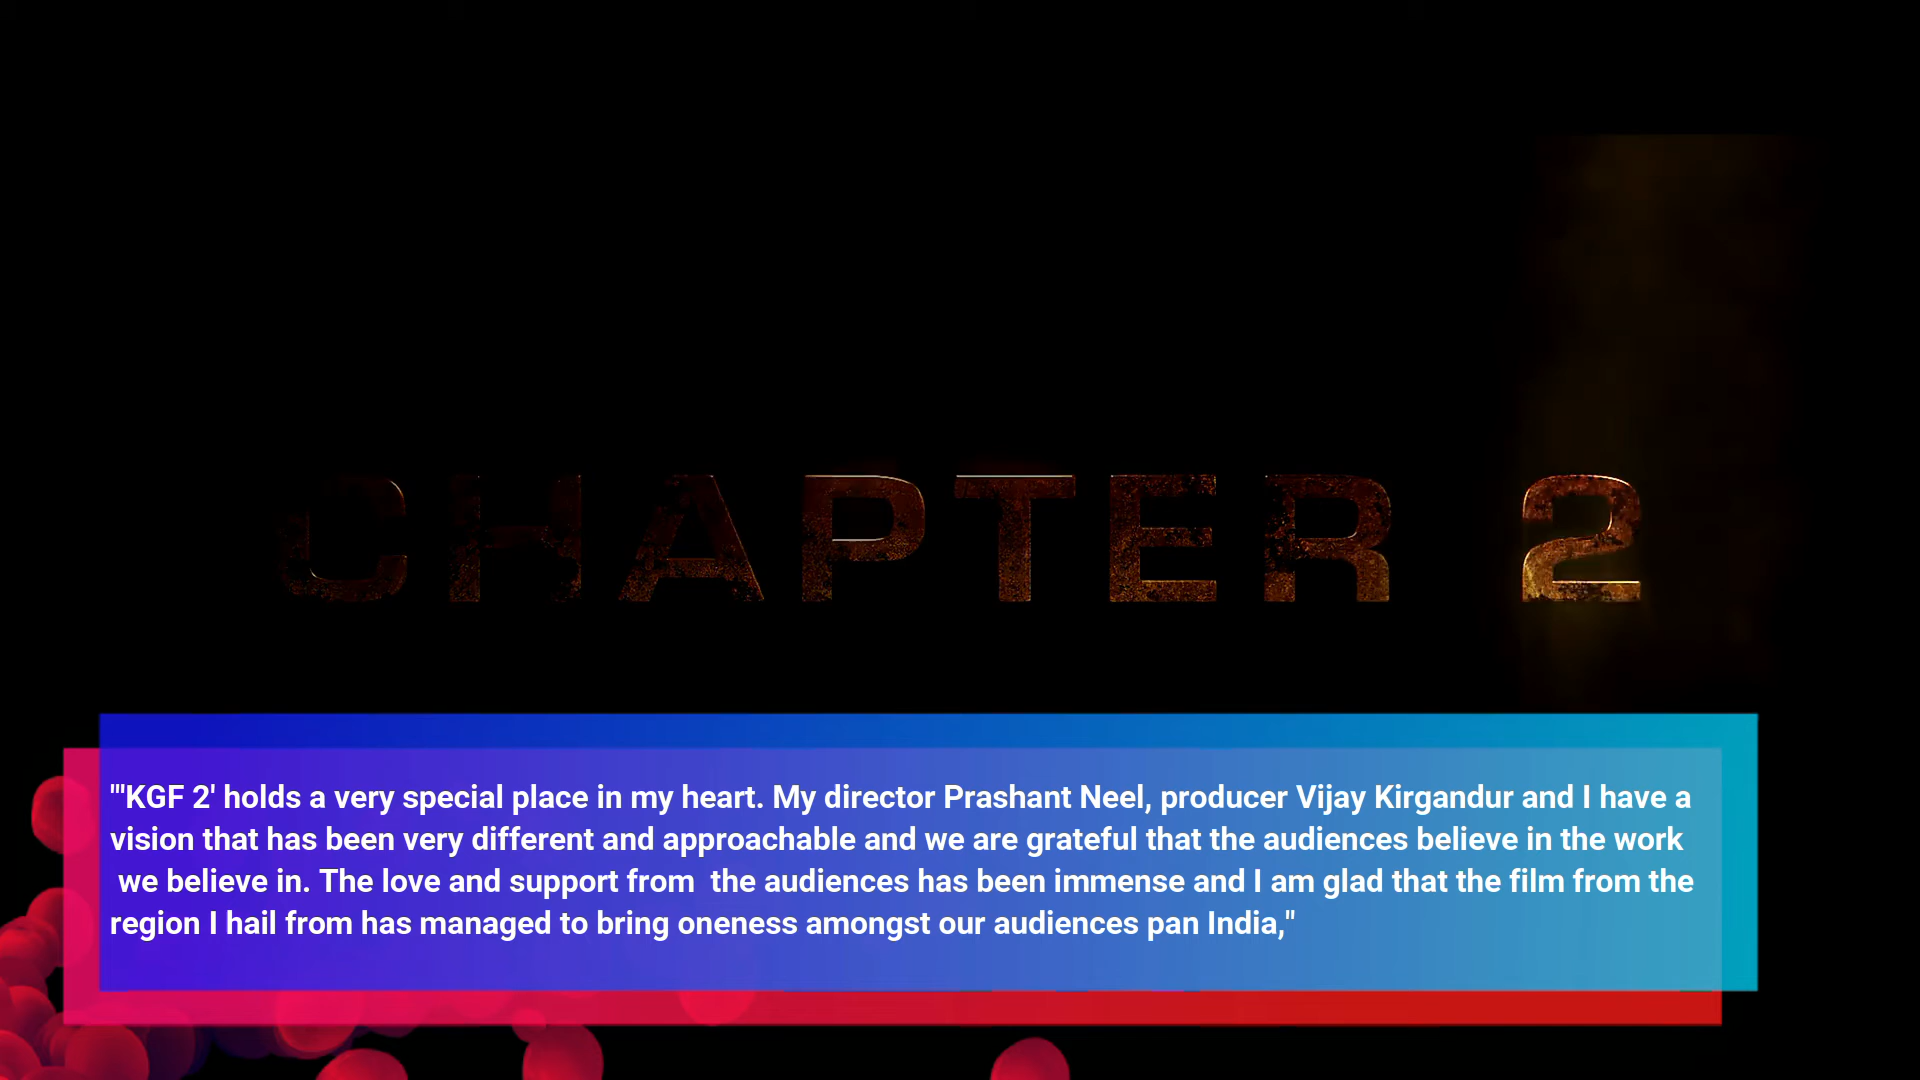 CHAPTER 2
"'KGF 2' holds a very special place in my heart. My director Prashant Neel, producer Vijay Kirgandur and I have a
vision that has been very different and approachable and we are grateful that the audiences believe in the work
we believe in. The love and support from  the audiences has been immense and I am glad that the film from the
region I hail from has managed to bring oneness amongst our audiences pan India,"